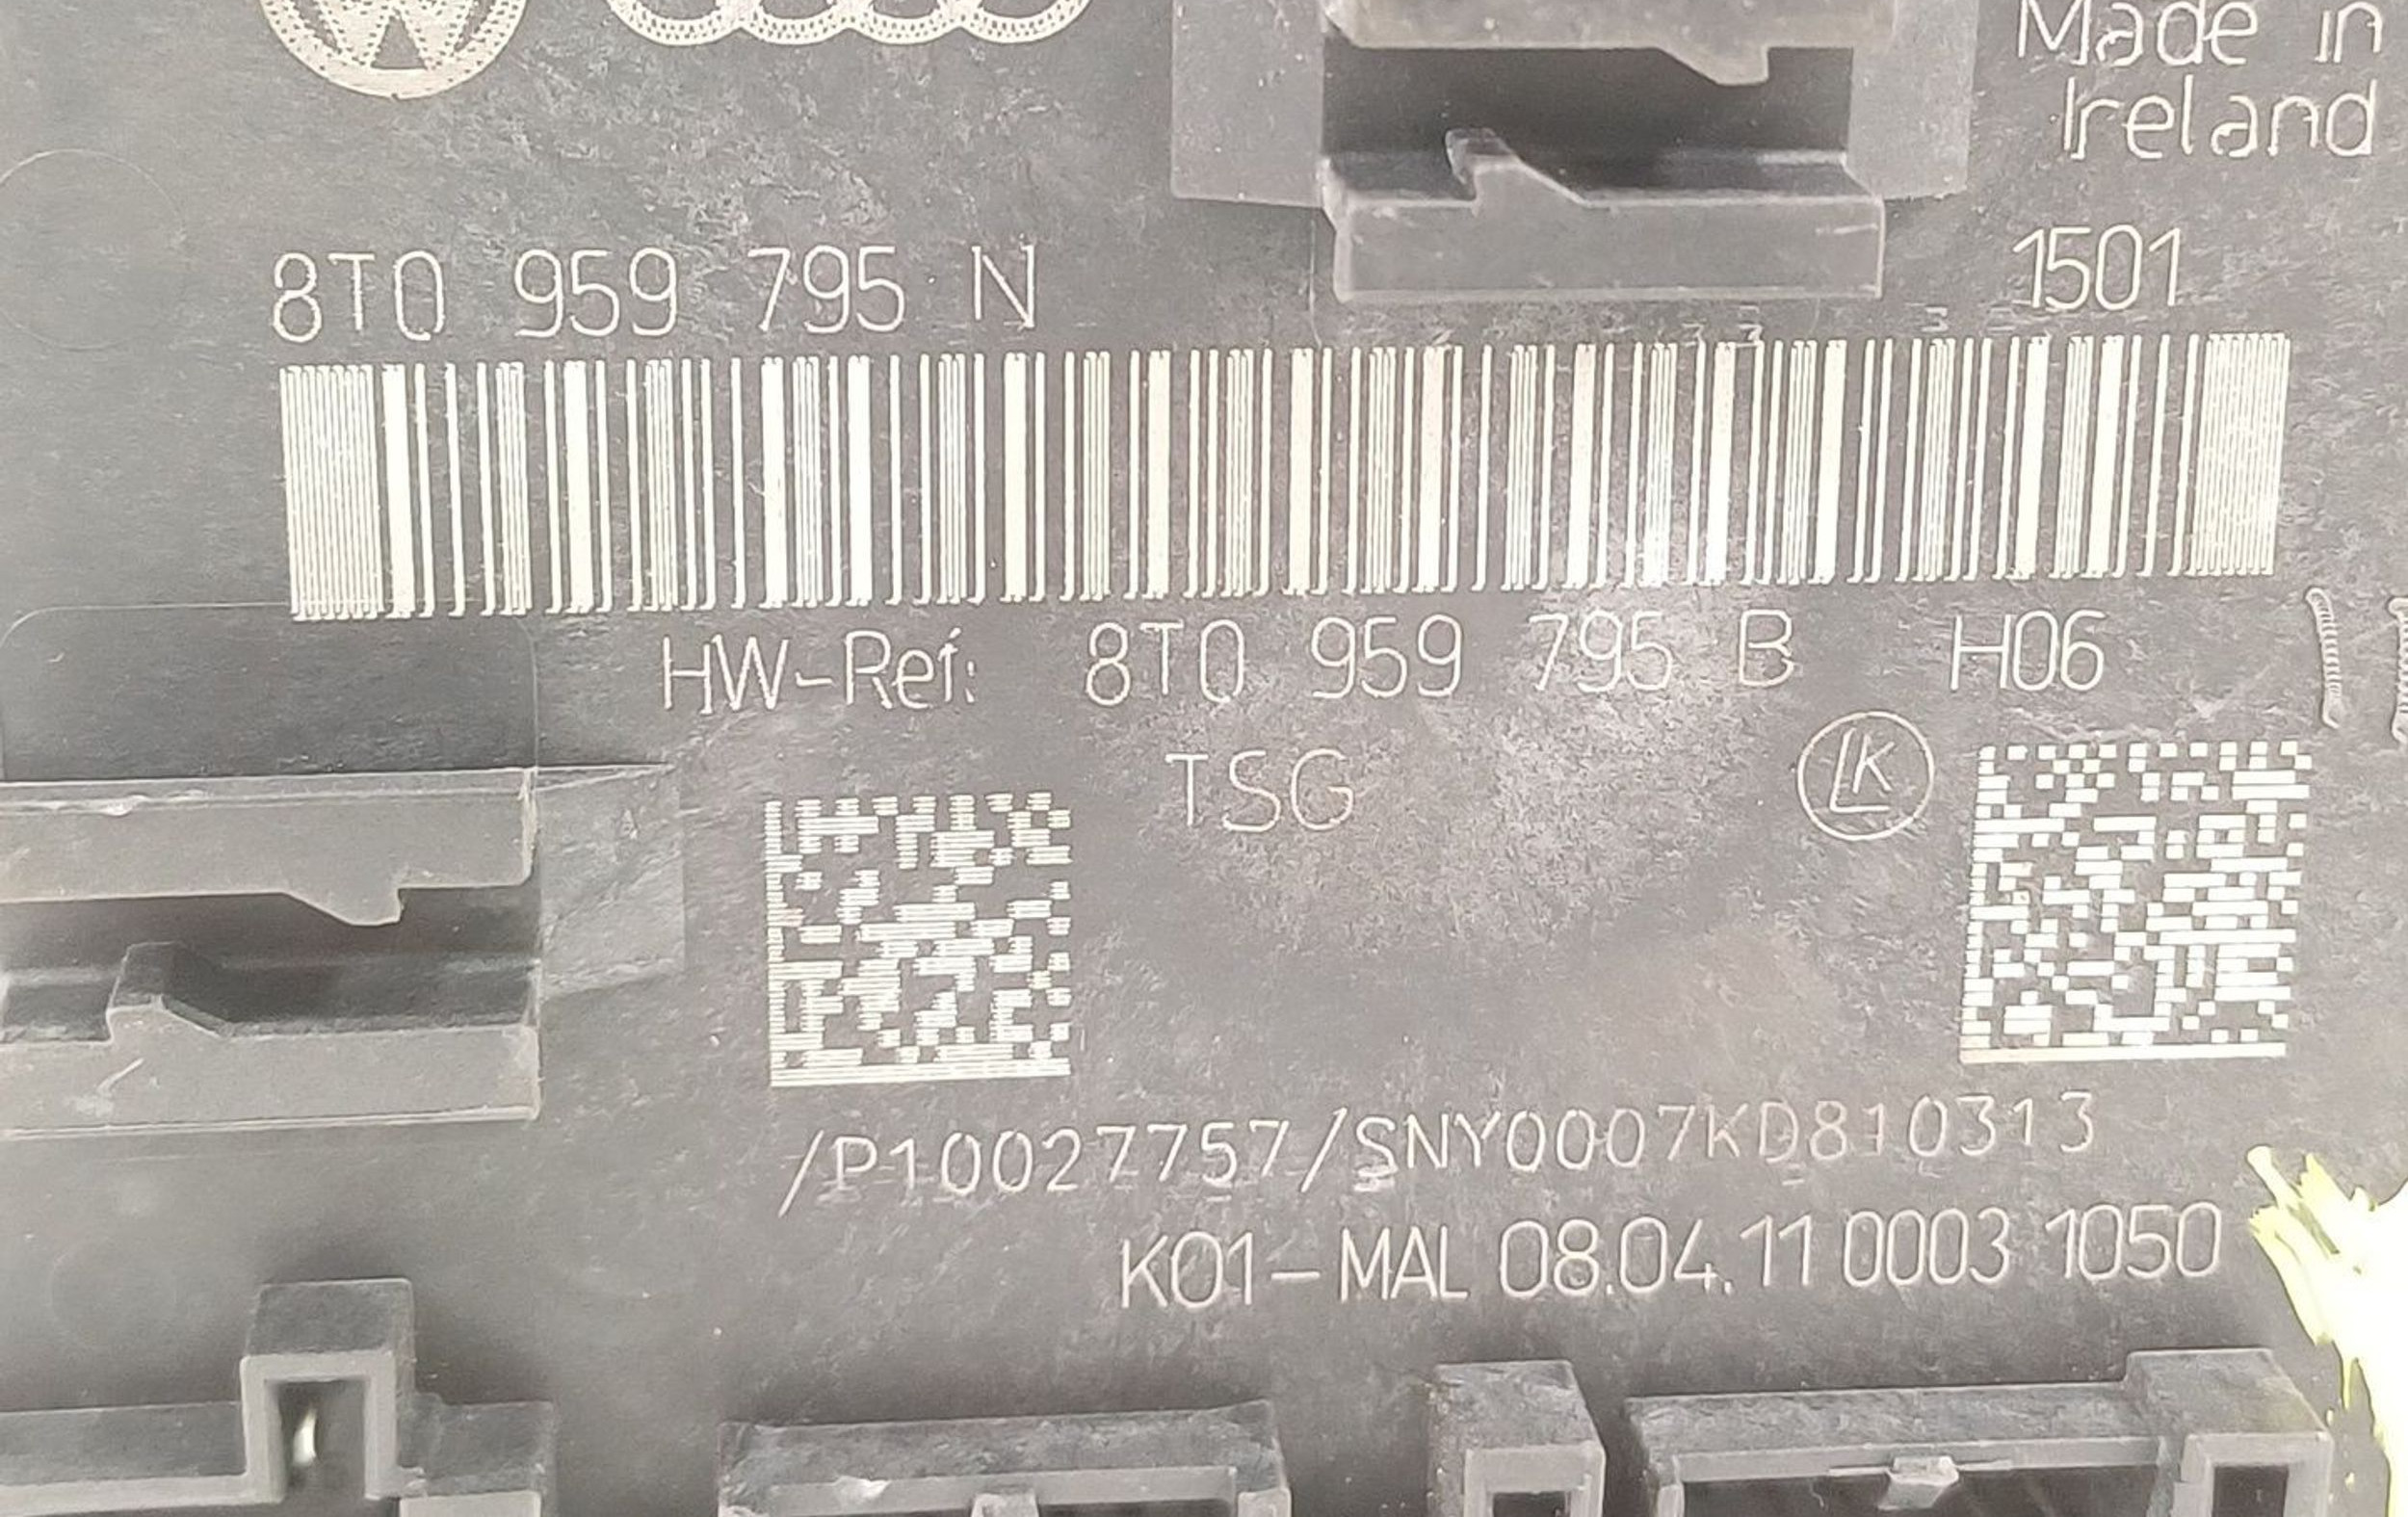 Made in
Ireland
8T0 959 795 N 1501
HW-Ref: 8T0 959 795 B H06
TSG
LK
/P10027757/SNY0007KD810313
K01-MAL 08.04.11 0003 1050